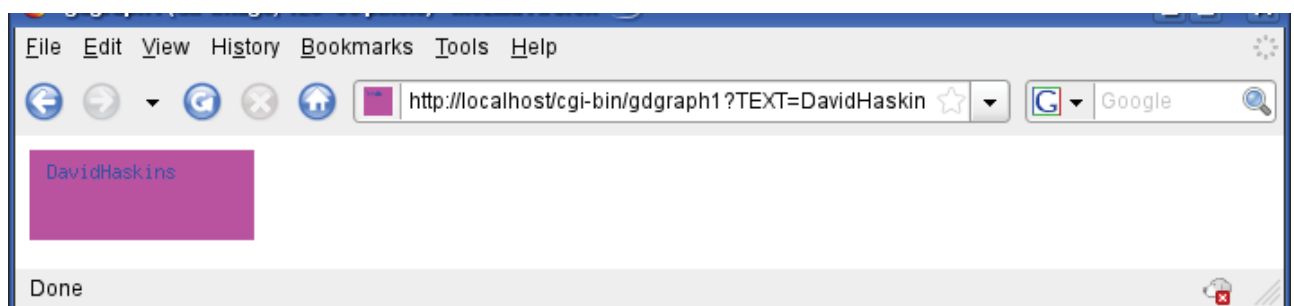 File Edit View History Bookmarks Tools Help
http://localhost/cgi-bin/gdgraph1?TEXT=DavidHaskin
G Google
DavidHaskins
Done